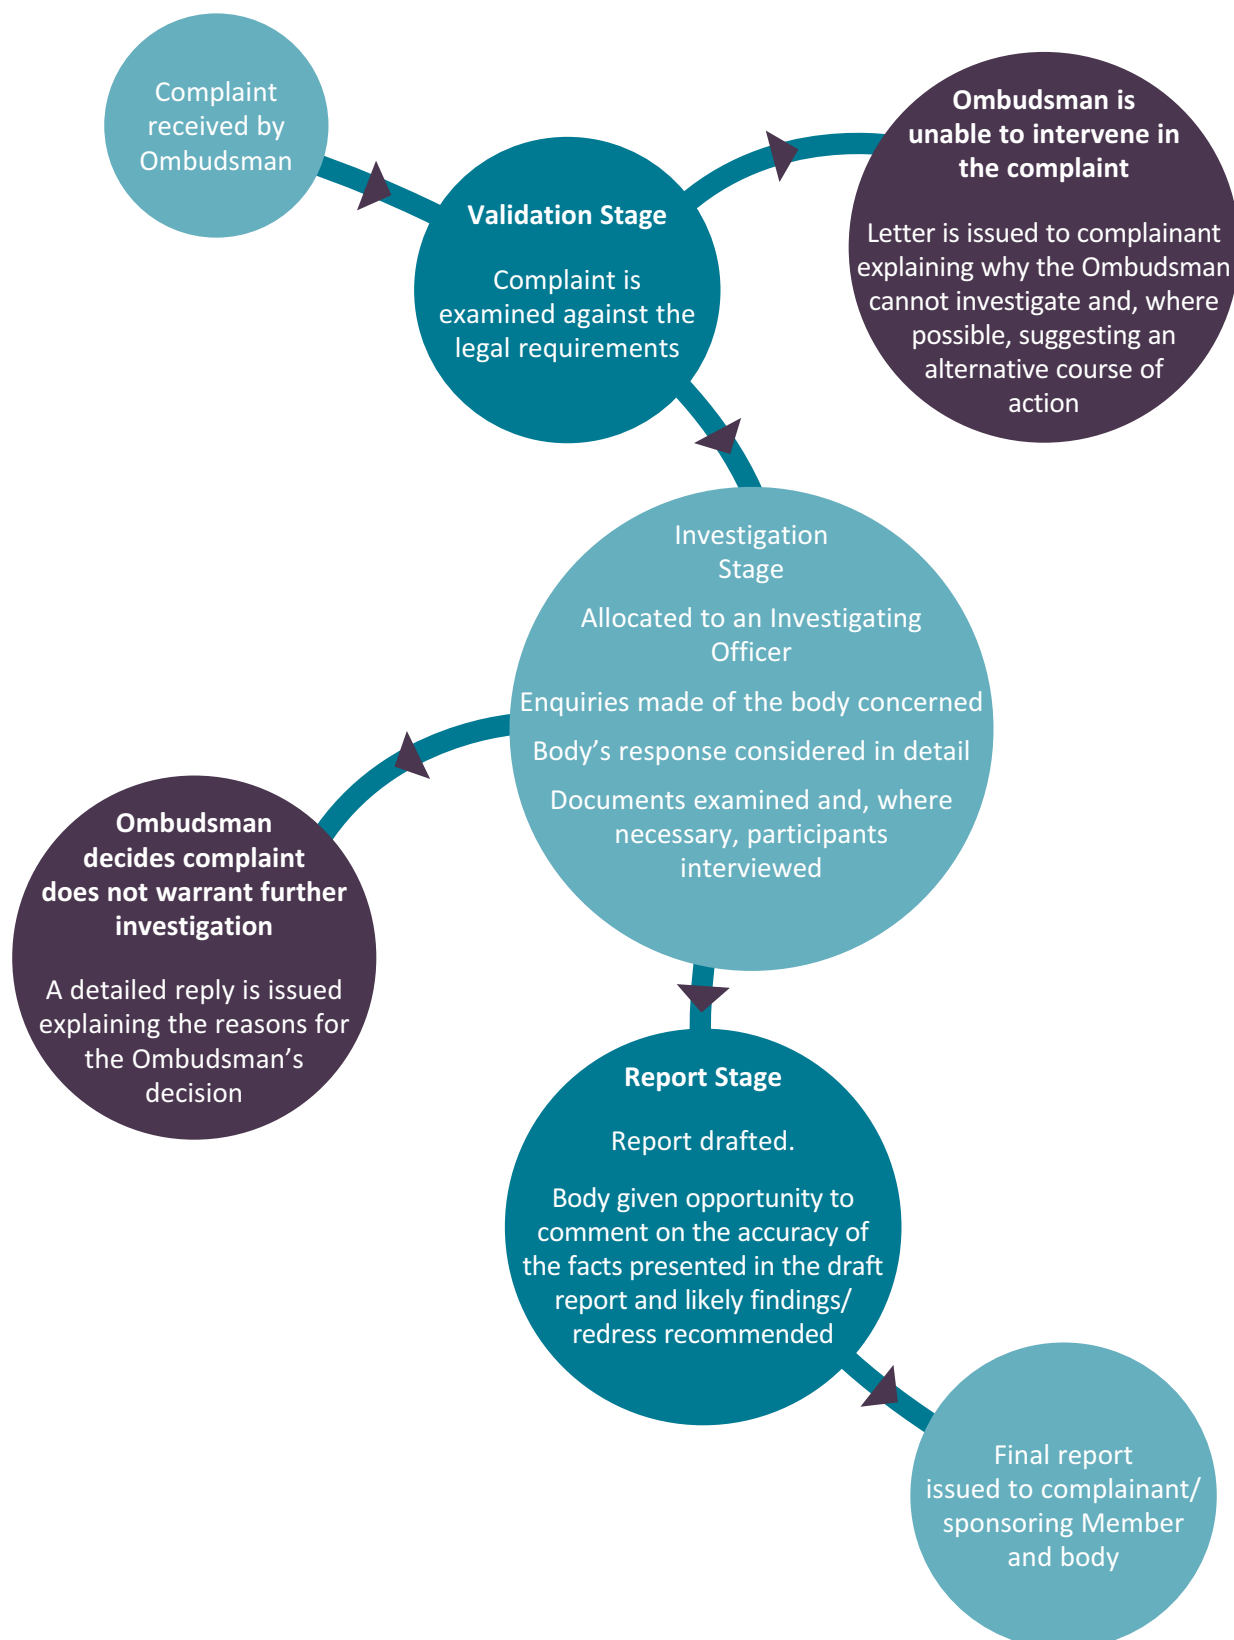 Complaint
received by
Ombudsman
Ombudsman is
unable to intervene in
the complaint
Letter is issued to complainant
explaining why the Ombudsman
cannot investigate and, where
possible, suggesting an
alternative course of
action
Validation Stage
Complaint is
examined against the
legal requirements
Investigation
Stage
Allocated to an Investigating
Officer
Enquiries made of the body concerned
Body’s response considered in detail
Documents examined and, where
necessary, participants
interviewed
Ombudsman
decides complaint
does not warrant further
investigation
A detailed reply is issued
explaining the reasons for
the Ombudsman’s
decision
Report Stage
Report drafted.
Body given opportunity to
comment on the accuracy of
the facts presented in the draft
report and likely findings/
redress recommended
Final report
issued to complainant/
sponsoring Member
and body